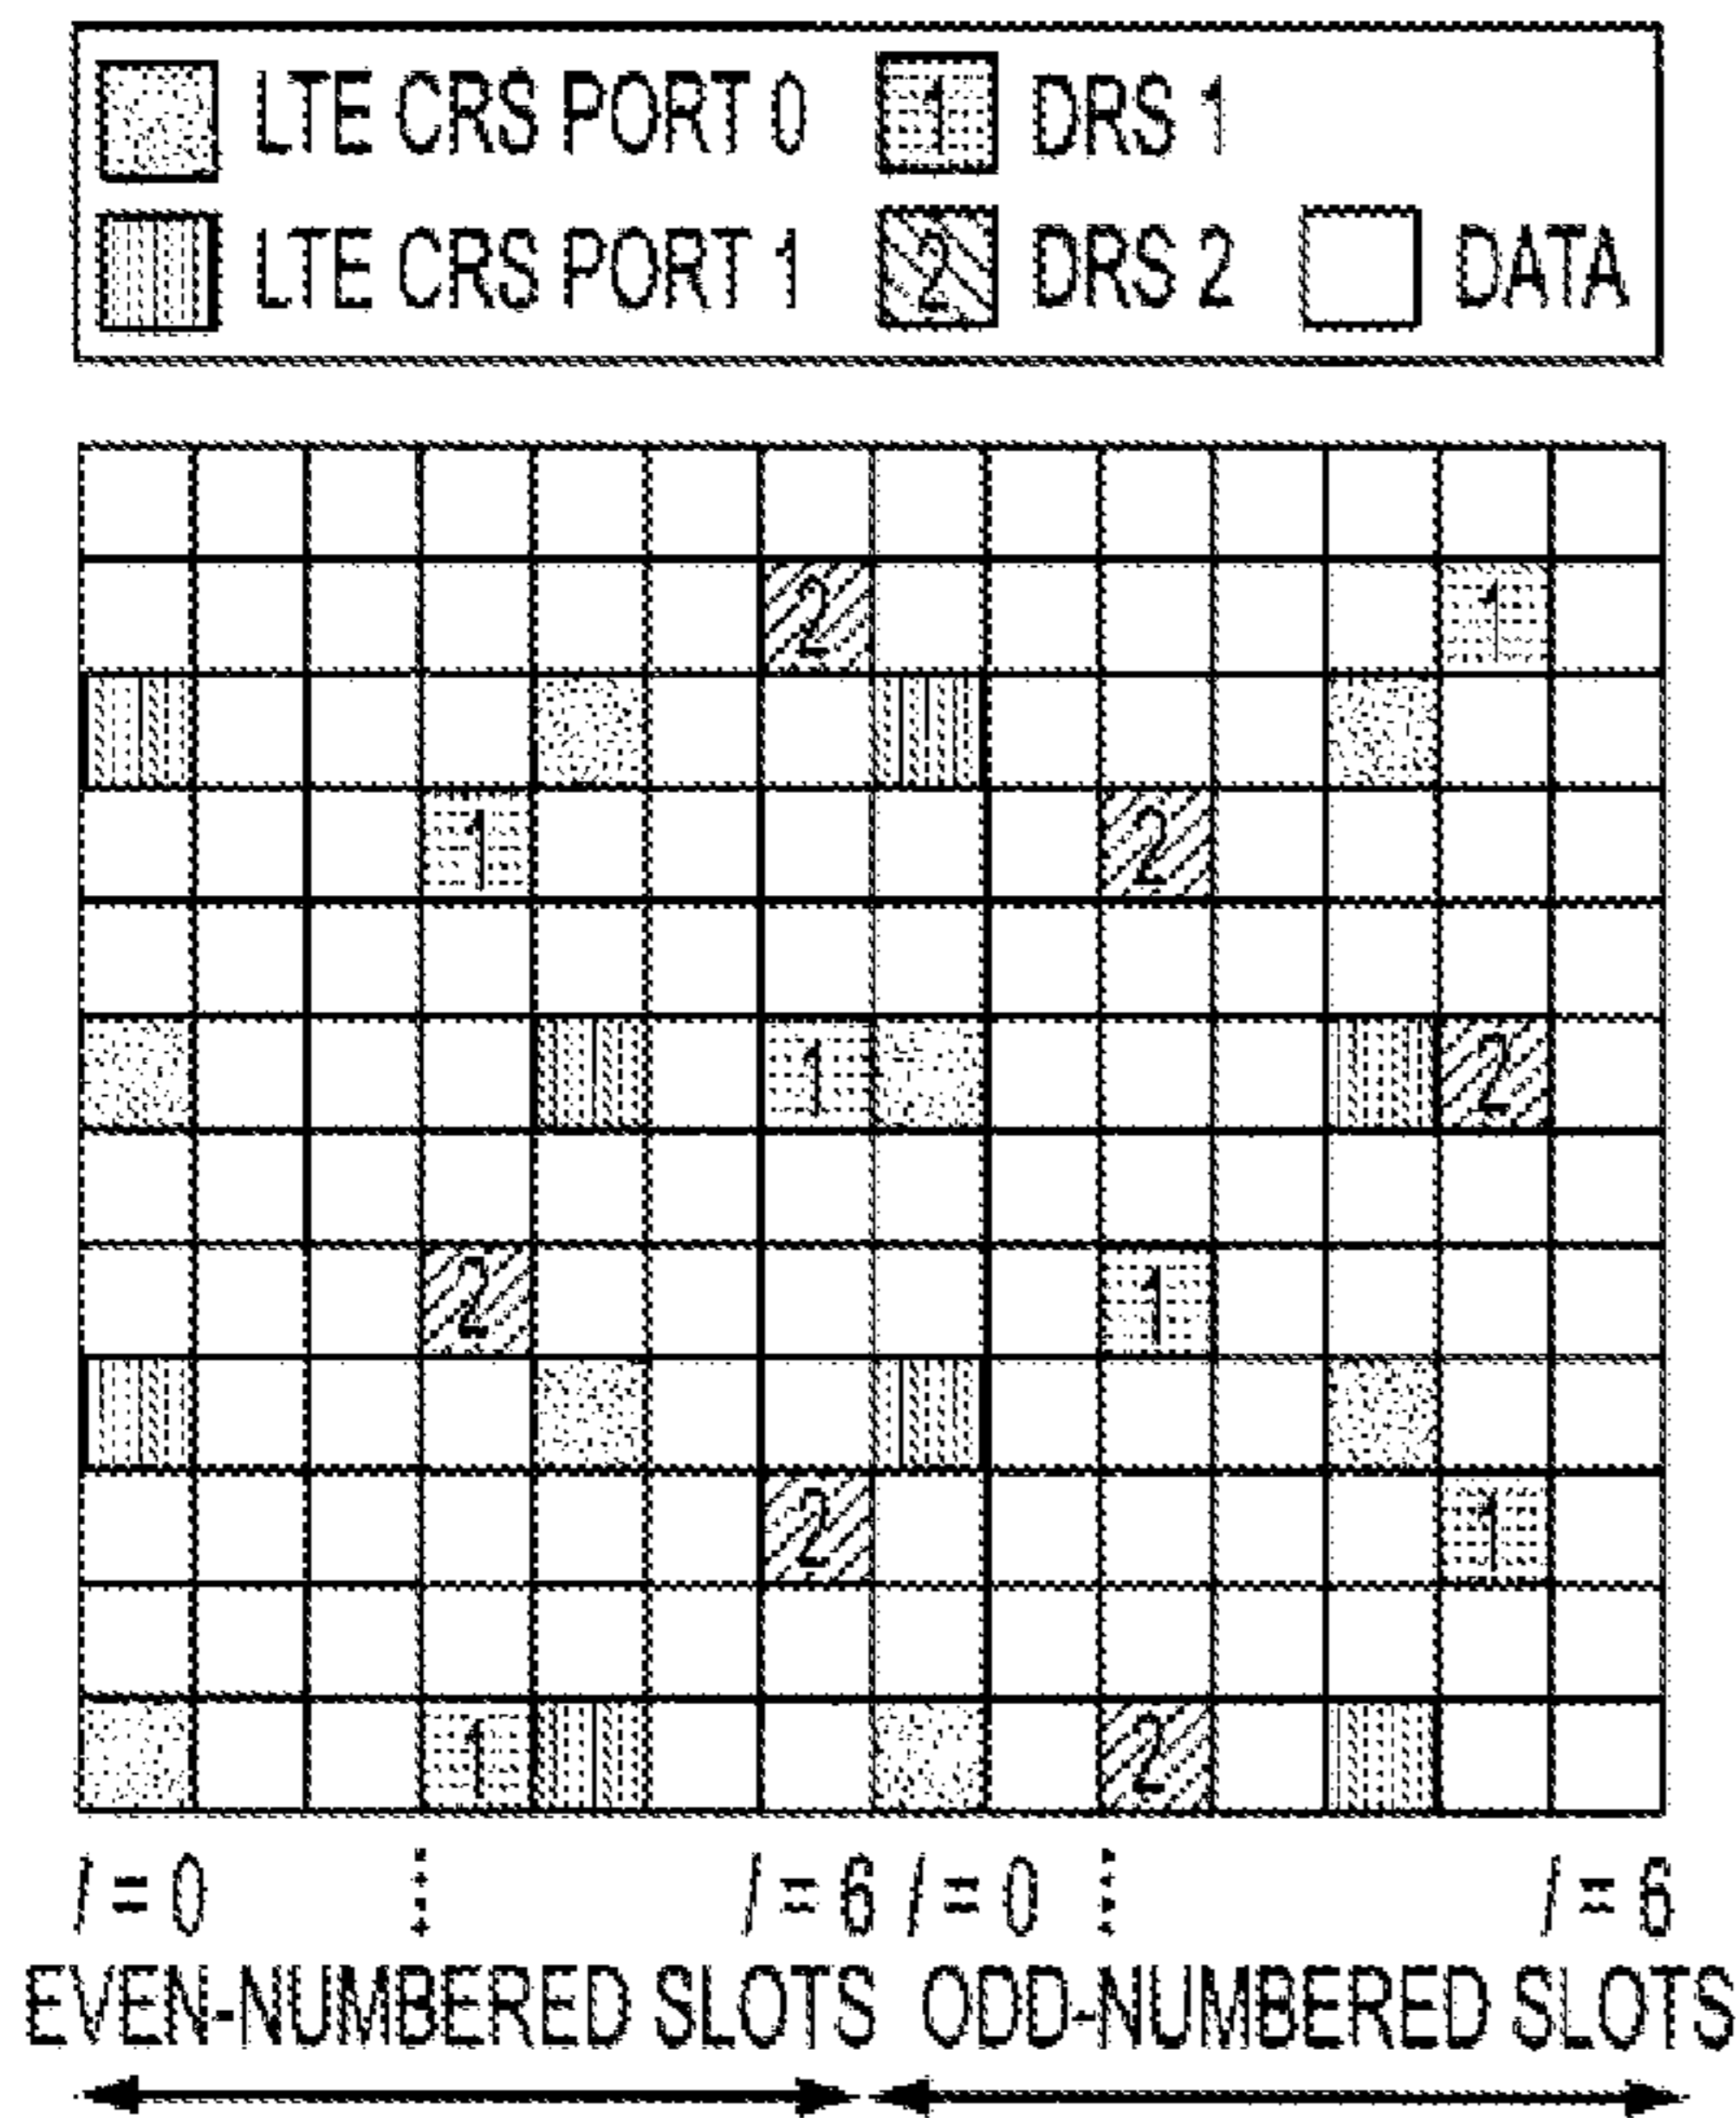 LTE CRS PORT 0 1 DRS 1
LTE CRS PORT 1 2 DRS 2 DATA
2 1
1 2
1 2
2 1
2 1
1 2
l = 0 l = 6 l = 0 l = 6
EVEN-NUMBERED SLOTS ODD-NUMBERED SLOTS